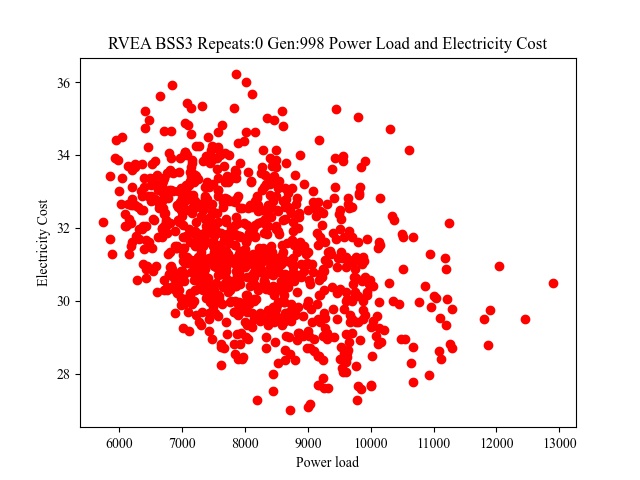 RVEA BSS3 Repeats:0 Gen:998 Power Load and Electricity Cost
36
34
32
30
28
Electricity Cost
6000 7000 8000 9000 10000 11000 12000 13000
Power load